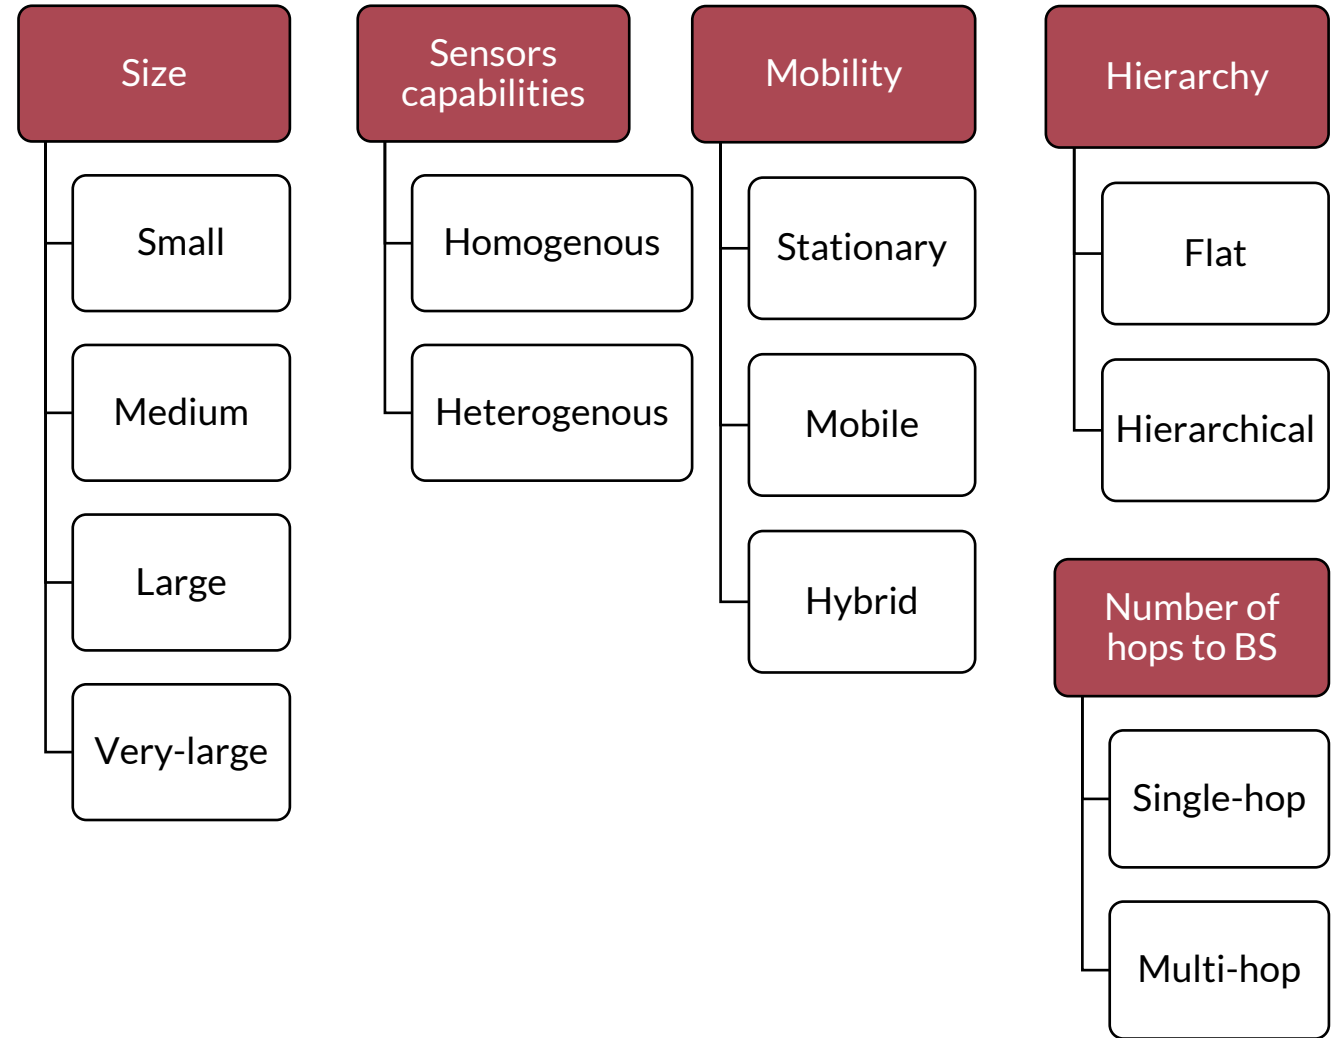 Size
Small
Medium
Large
Very-large
Sensors
capabilities
Homogenous
Heterogenous
Mobility
Stationary
Mobile
Hybrid
Hierarchy
Flat
Hierarchical
Number of
hops to BS
Single-hop
Multi-hop